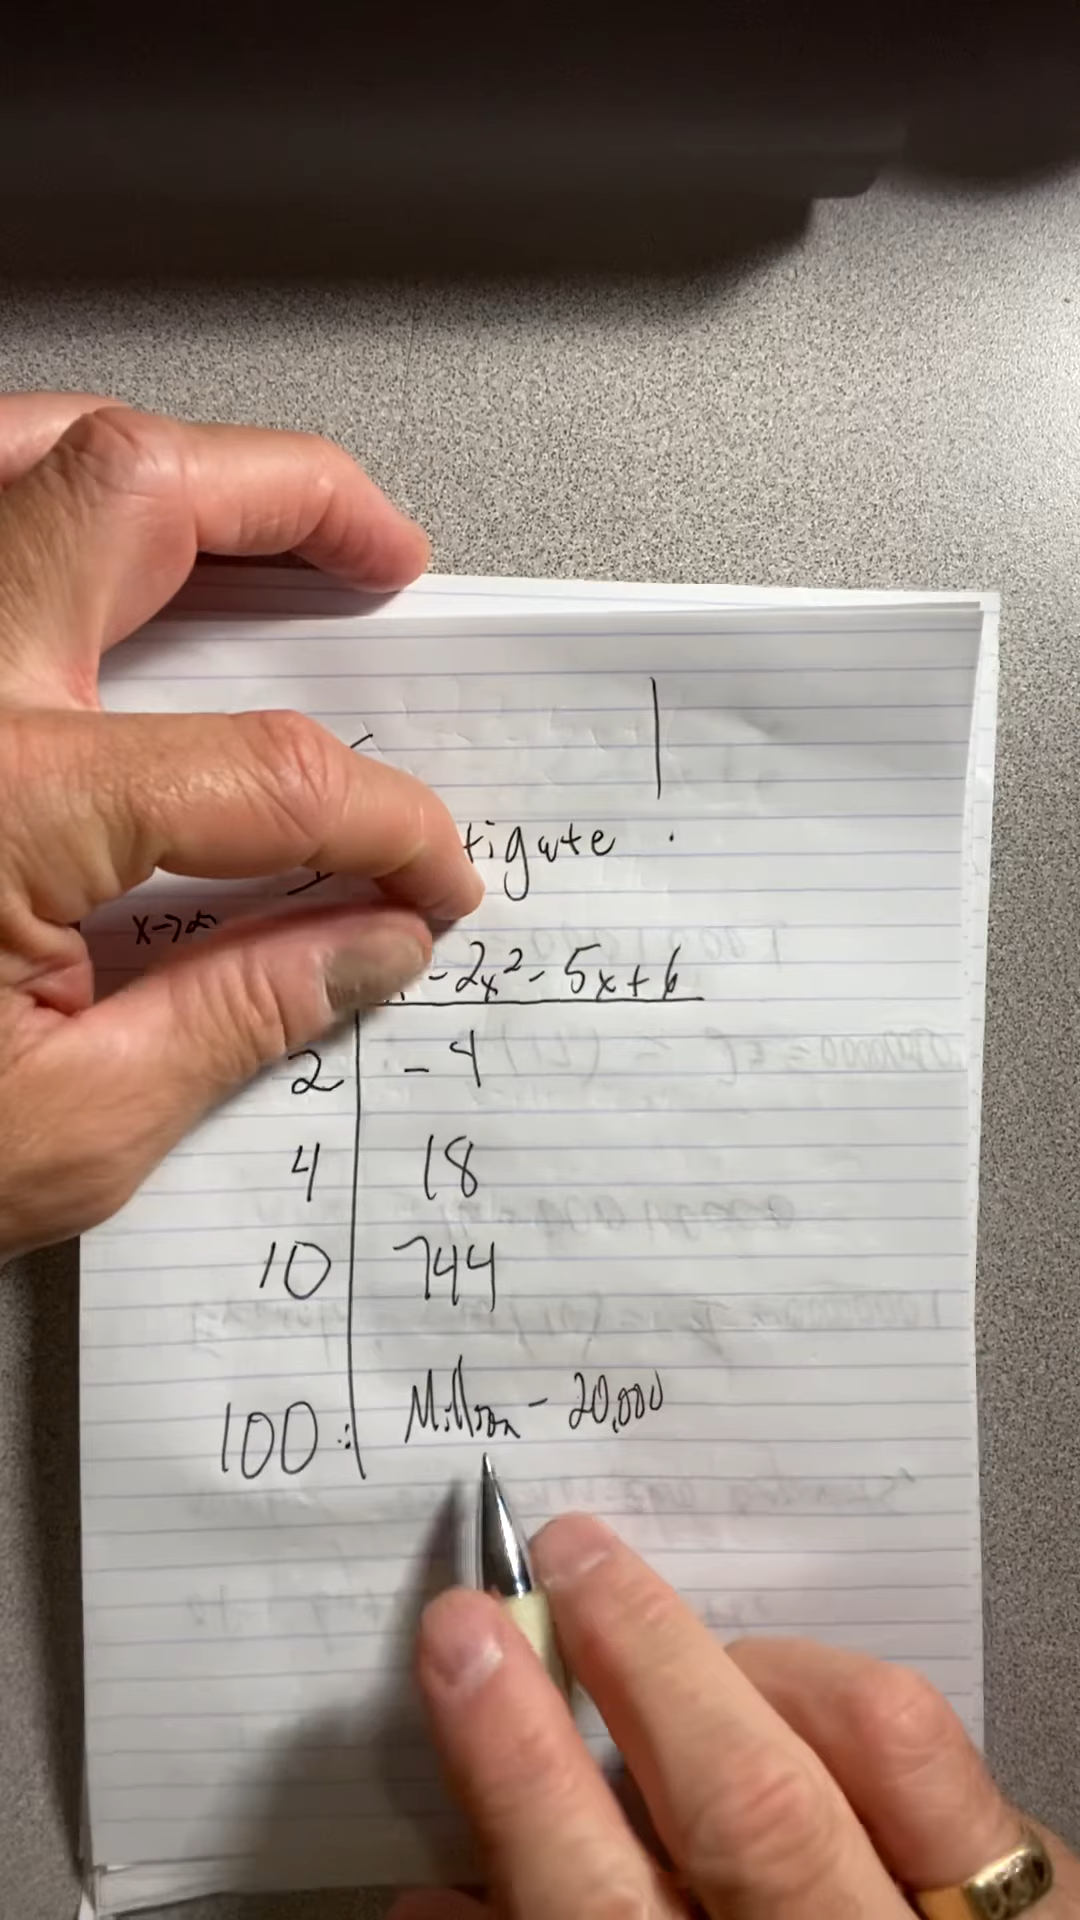 tigate
x→∞
- 2x² - 5x + 6
2 - 4
4 18
10 744
100 Million - 20,000